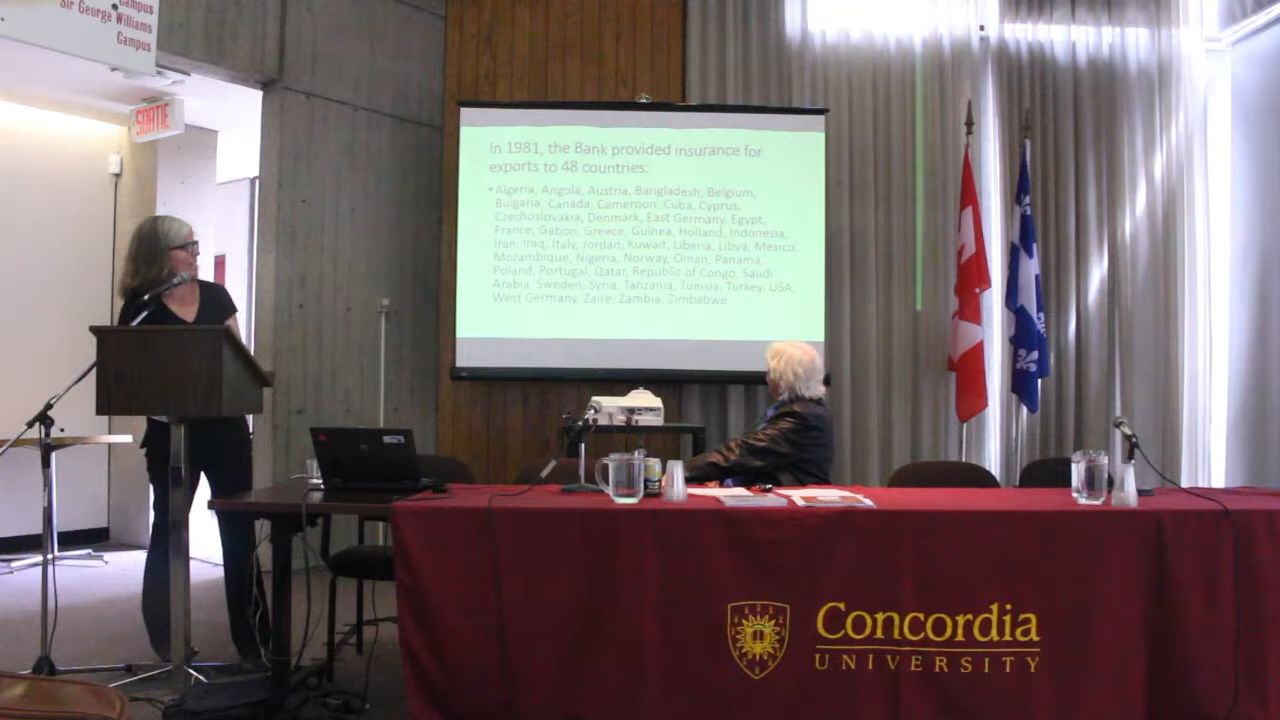 Campus
Sir George Williams
Campus
SORTIE
In 1981, the Bank provided insurance for
exports to 48 countries:
• Algeria, Angola, Austria, Bangladesh, Belgium,
Bulgaria, Canada, Cameroon, Cuba, Cyprus,
Czechoslovakia, Denmark, East Germany, Egypt,
France, Gabon, Greece, Guinea, Holland, Indonesia,
Iran, Iraq, Italy, Jordan, Kuwait, Liberia, Libya, Mexico,
Mozambique, Nigeria, Norway, Oman, Panama,
Poland, Portugal, Qatar, Republic of Congo, Saudi
Arabia, Sweden, Syria, Tanzania, Tunisia, Turkey, USA,
West Germany, Zaire, Zambia, Zimbabwe
Concordia
UNIVERSITY